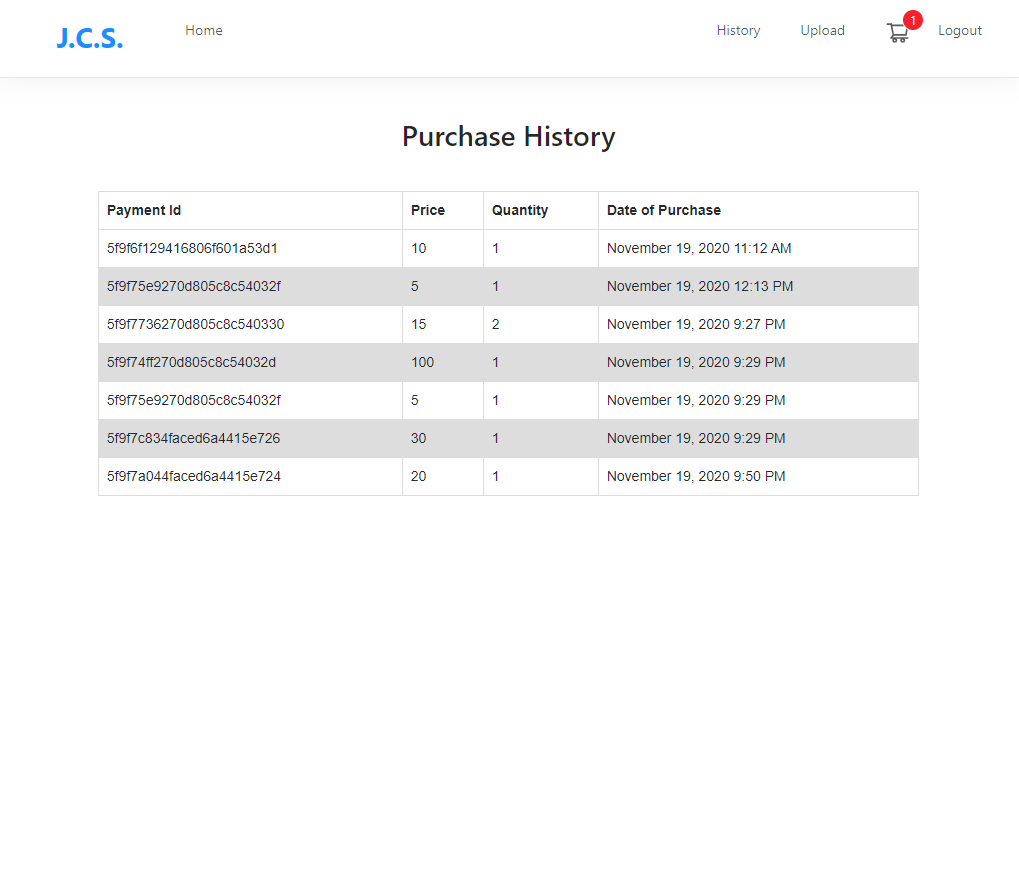 J.C.S. Home History Upload 1 Logout
Purchase History
Payment Id Price Quantity Date of Purchase
5f9f6f129416806f601a53d1 10 1 November 19, 2020 11:12 AM
5f9f75e9270d805c8c54032f 5 1 November 19, 2020 12:13 PM
5f9f7736270d805c8c540330 15 2 November 19, 2020 9:27 PM
5f9f74ff270d805c8c54032d 100 1 November 19, 2020 9:29 PM
5f9f75e9270d805c8c54032f 5 1 November 19, 2020 9:29 PM
5f9f7c834faced6a4415e726 30 1 November 19, 2020 9:29 PM
5f9f7a044faced6a4415e724 20 1 November 19, 2020 9:50 PM